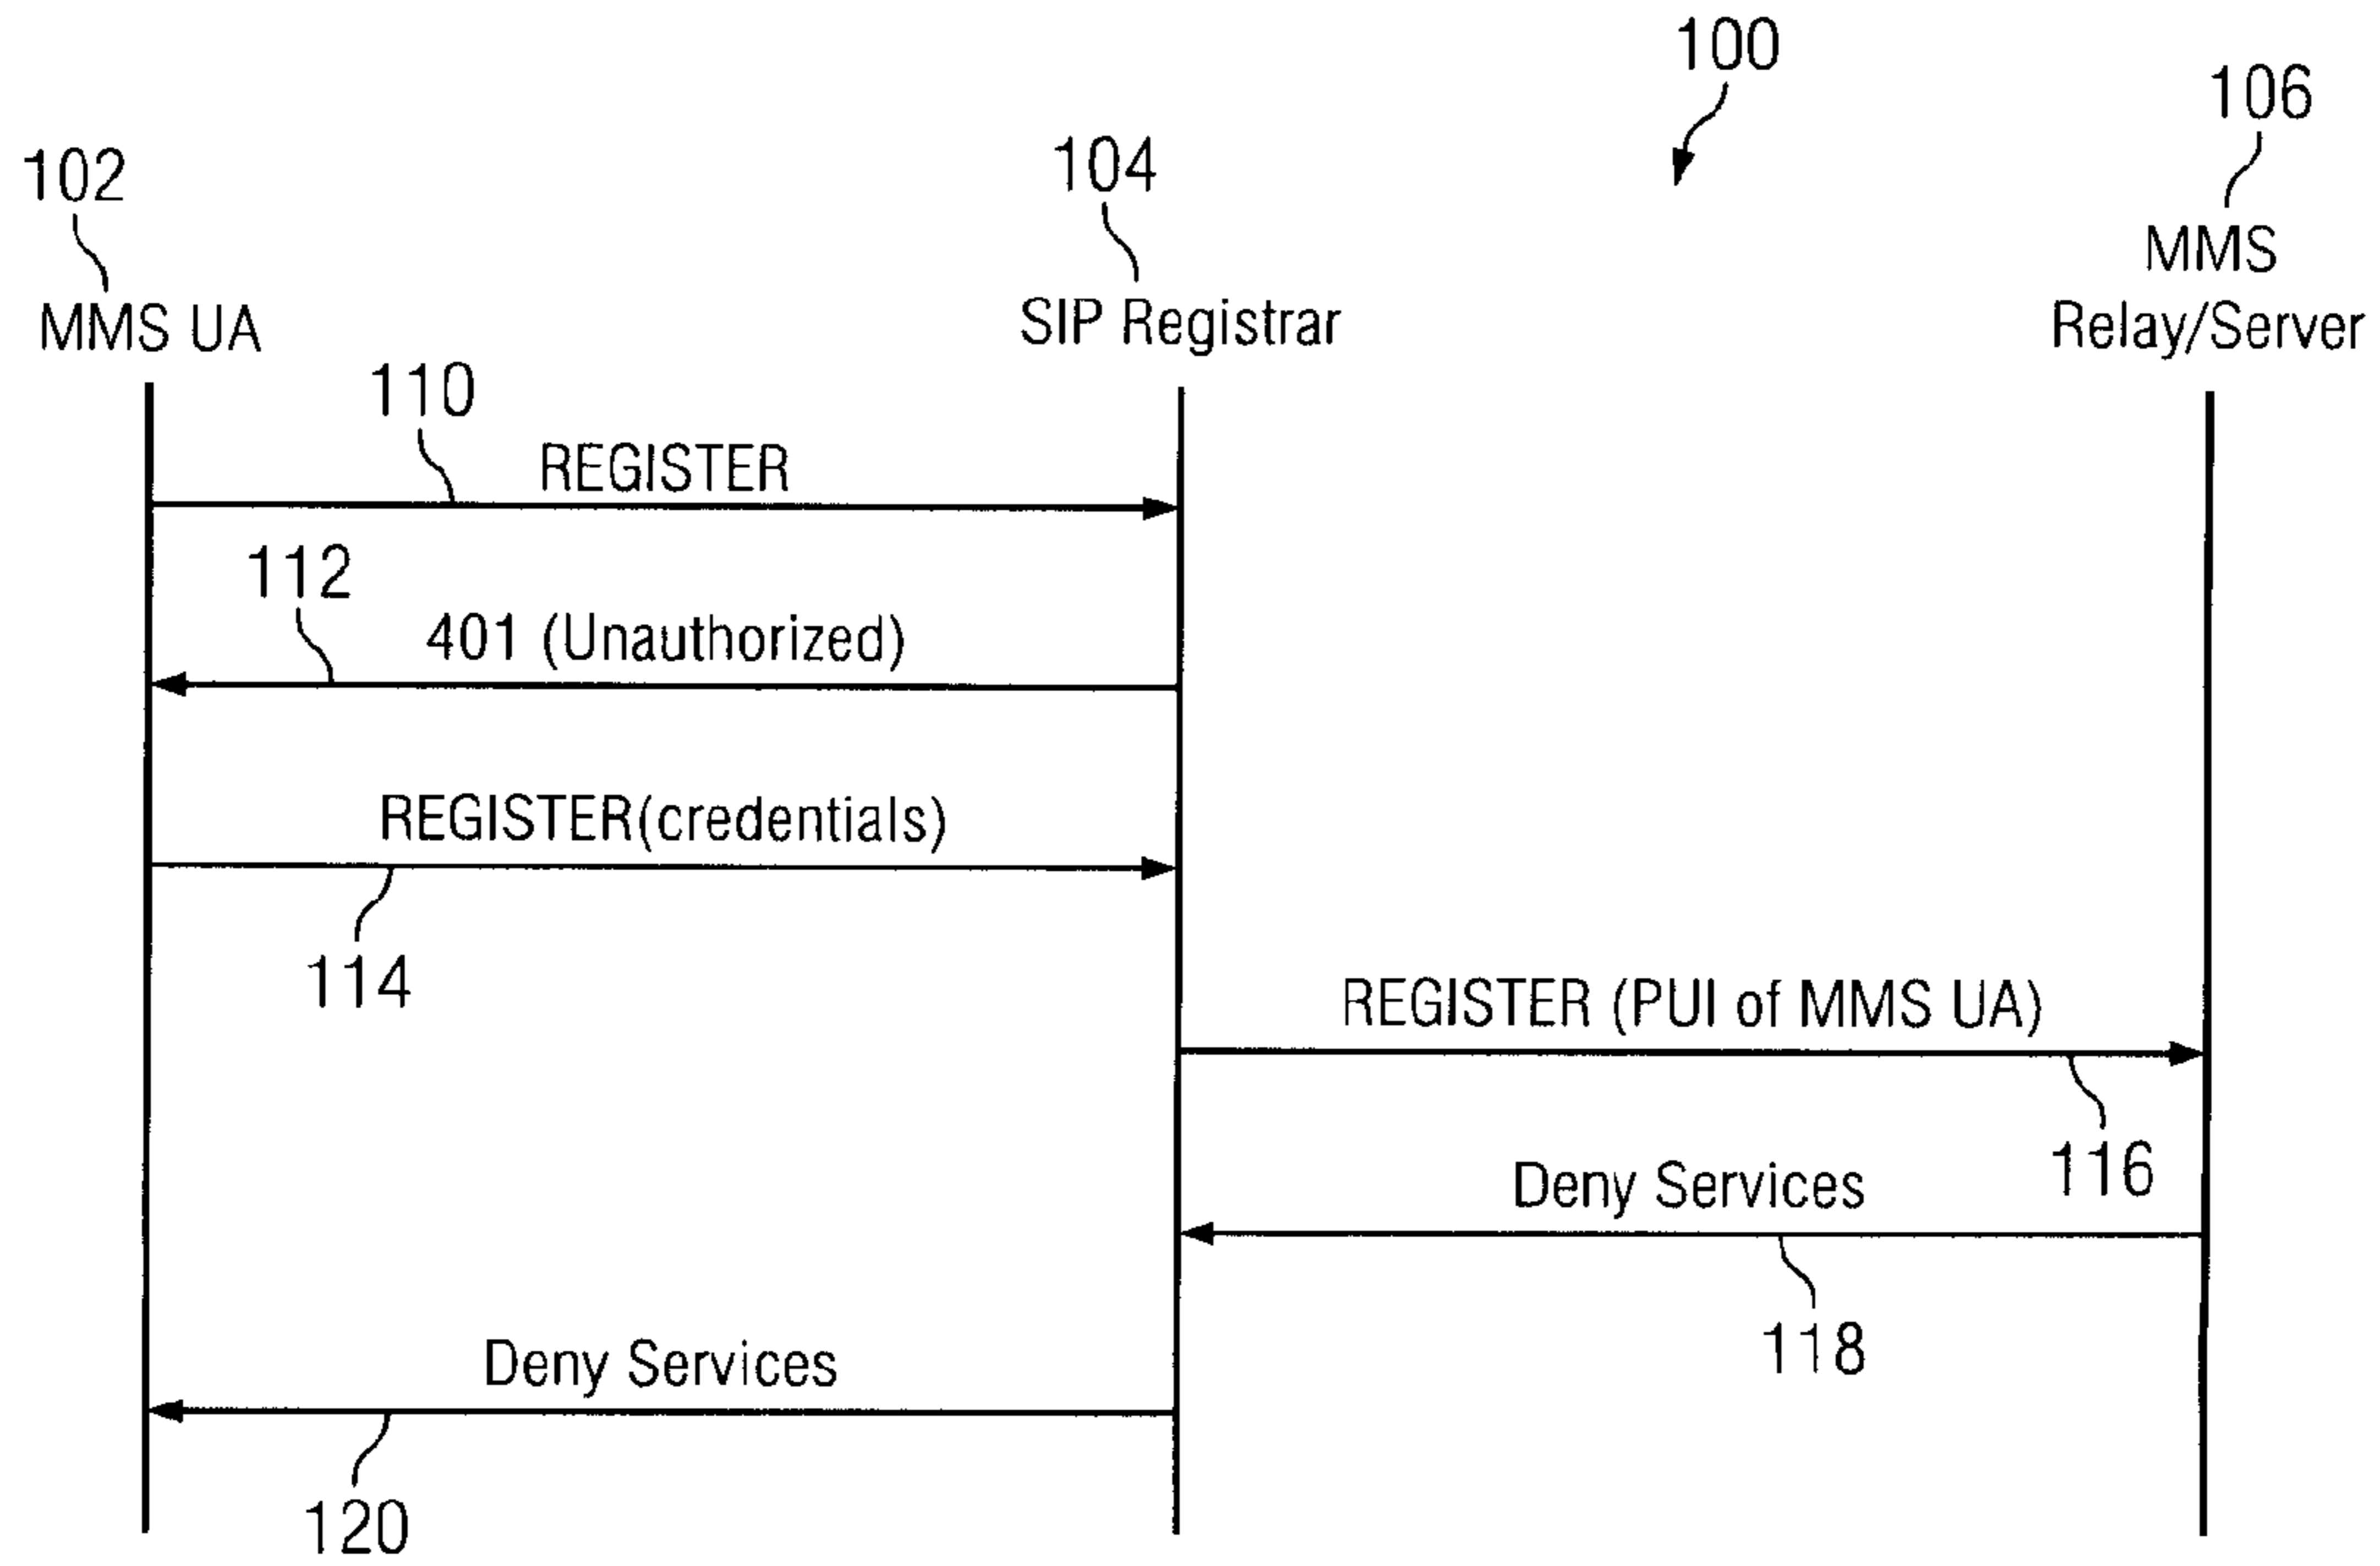 100
106
104
102
MMS
Relay/Server
SIP Registrar
MMS UA
110
REGISTER
112
401 (Unauthorized)
REGISTER(credentials)
114
REGISTER (PUI of MMS UA)
116
Deny Services
118
Deny Services
120